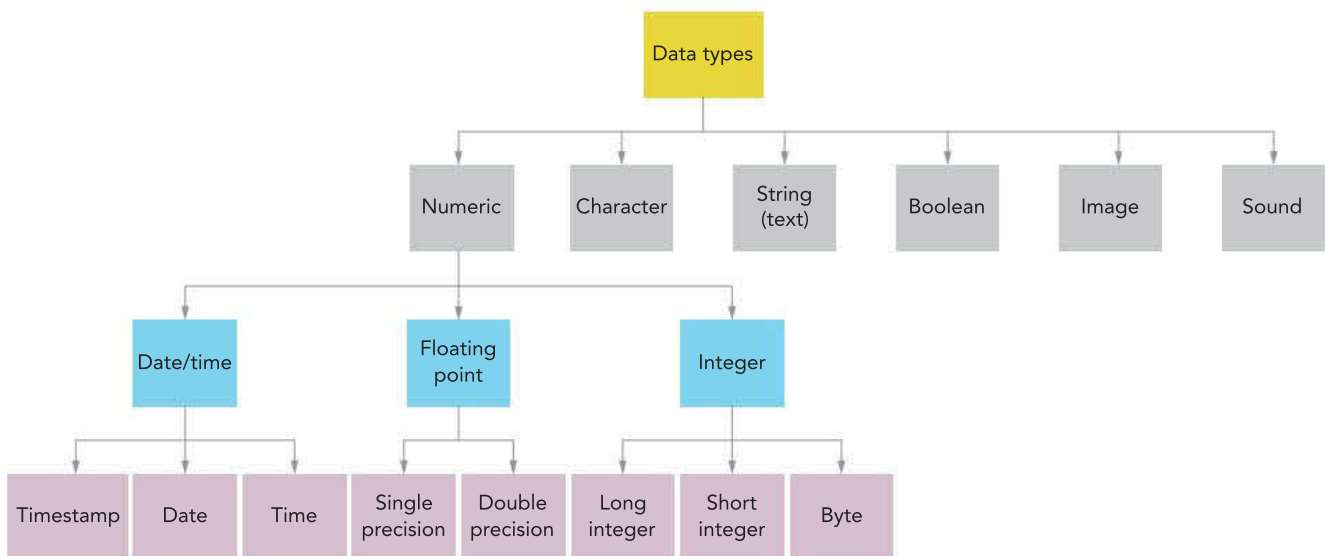 Data types
Numeric
Character
String
(text)
Boolean
Image
Sound
Date/time
Floating
point
Integer
Timestamp
Date
Time
Single
precision
Double
precision
Long
integer
Short
integer
Byte